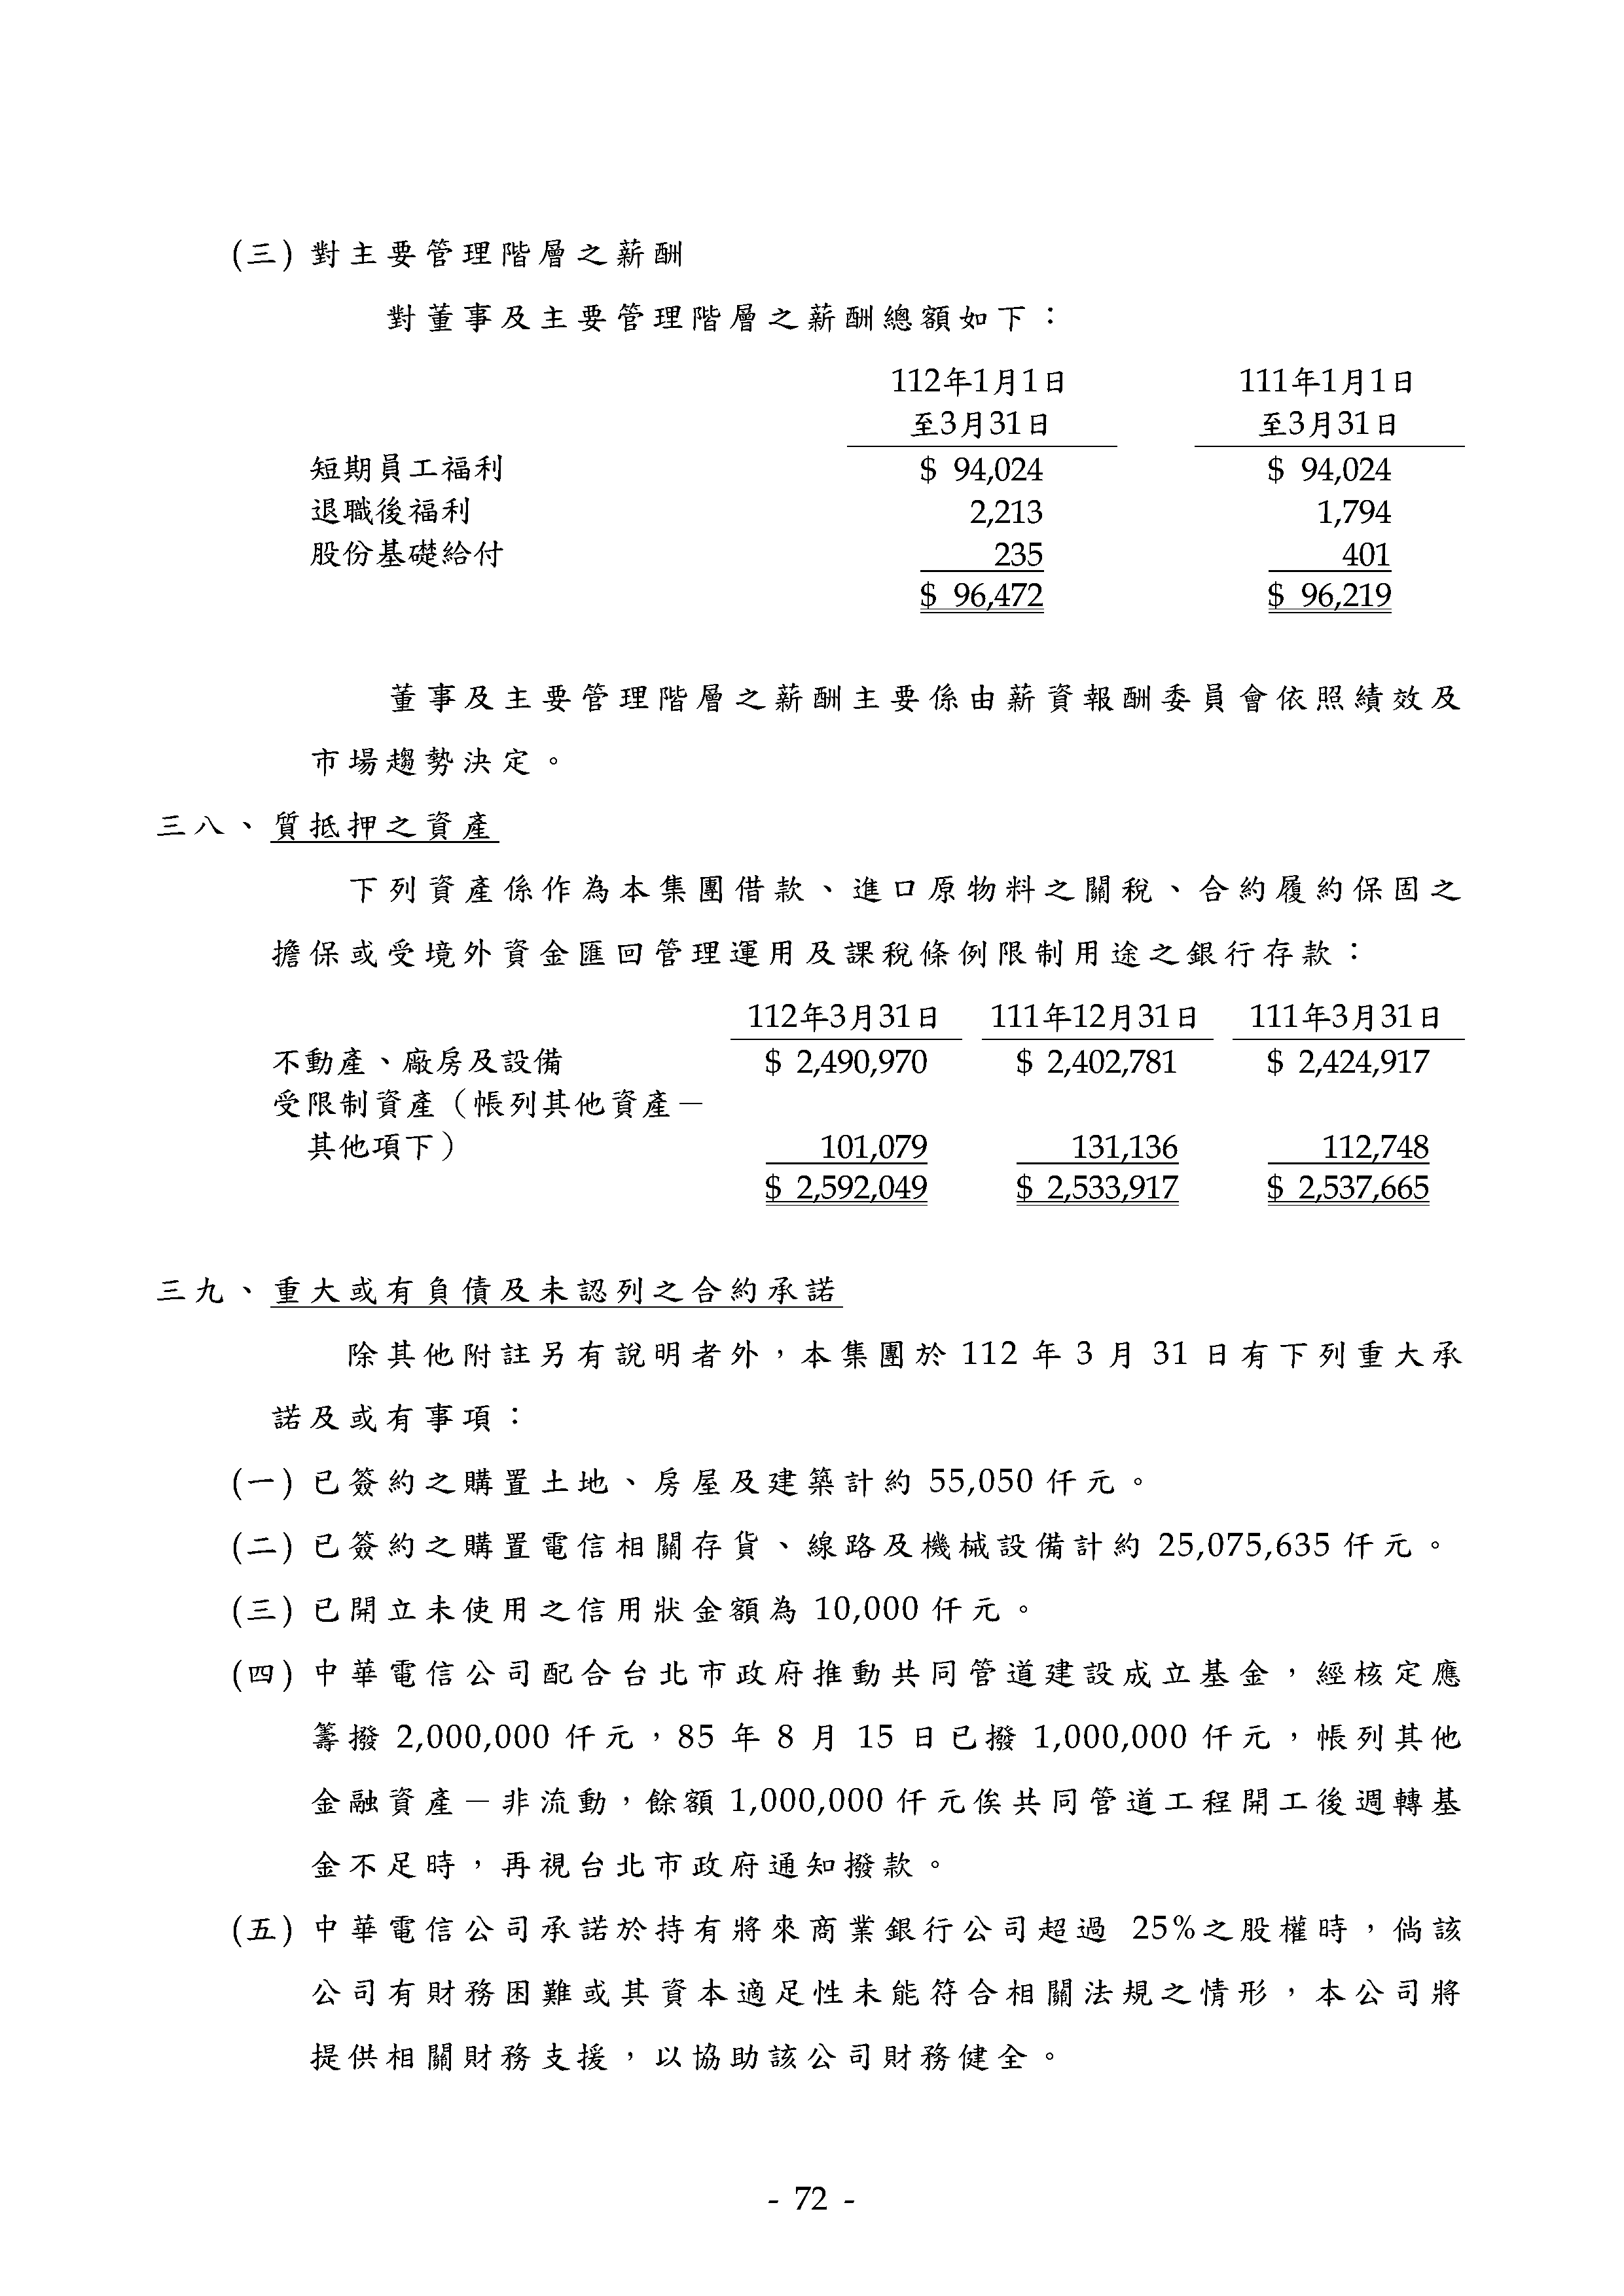 (三) 對主要管理階層之薪酬
對董事及主要管理階層之薪酬總額如下：
112年1月1日 111年1月1日
至3月31日 至3月31日
短期員工福利 $ 94,024 $ 94,024
退職後福利 2,213 1,794
股份基礎給付 235 401
$ 96,472 $ 96,219
董事及主要管理階層之薪酬主要係由薪資報酬委員會依照績效及
市場趨勢決定。
三八、質抵押之資產
下列資產係作為本集團借款、進口原物料之關稅、合約履約保固之
擔保或受境外資金匯回管理運用及課稅條例限制用途之銀行存款：
112年3月31日 111年12月31日 111年3月31日
不動產、廠房及設備 $ 2,490,970 $ 2,402,781 $ 2,424,917
受限制資產（帳列其他資產－
其他項下） 101,079 131,136 112,748
$ 2,592,049 $ 2,533,917 $ 2,537,665
三九、重大或有負債及未認列之合約承諾
除其他附註另有說明者外，本集團於 112 年 3 月 31 日有下列重大承
諾及或有事項：
(一) 已簽約之購置土地、房屋及建築計約 55,050 仟元。
(二) 已簽約之購置電信相關存貨、線路及機械設備計約 25,075,635 仟元。
(三) 已開立未使用之信用狀金額為 10,000 仟元。
(四) 中華電信公司配合台北市政府推動共同管道建設成立基金，經核定應
籌撥 2,000,000 仟元，85 年 8 月 15 日已撥 1,000,000 仟元，帳列其他
金融資產－非流動，餘額 1,000,000 仟元俟共同管道工程開工後週轉基
金不足時，再視台北市政府通知撥款。
(五) 中華電信公司承諾於持有將來商業銀行公司超過 25%之股權時，倘該
公司有財務困難或其資本適足性未能符合相關法規之情形，本公司將
提供相關財務支援，以協助該公司財務健全。
- 72 -